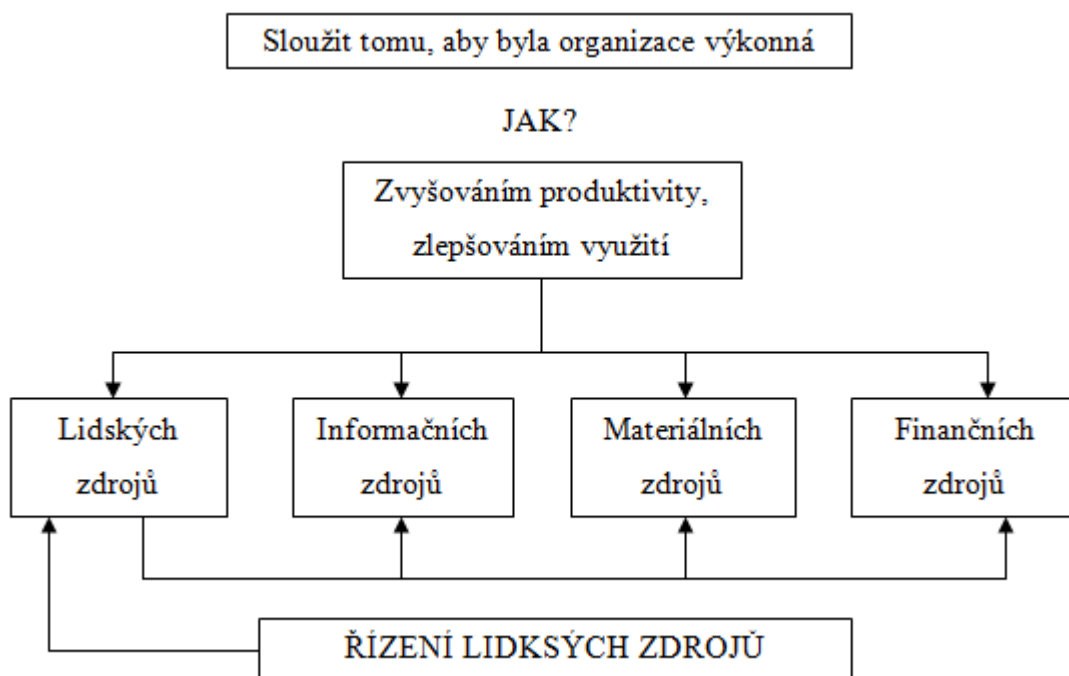 Sloužit tomu, aby byla organizace výkonná
JAK?
Zvyšováním produktivity,
zlepšováním využití
Lidských
zdrojů
Informačních
zdrojů
Materiálních
zdrojů
Finančních
zdrojů
ŘÍZENÍ LIDKSÝCH ZDROJŮ